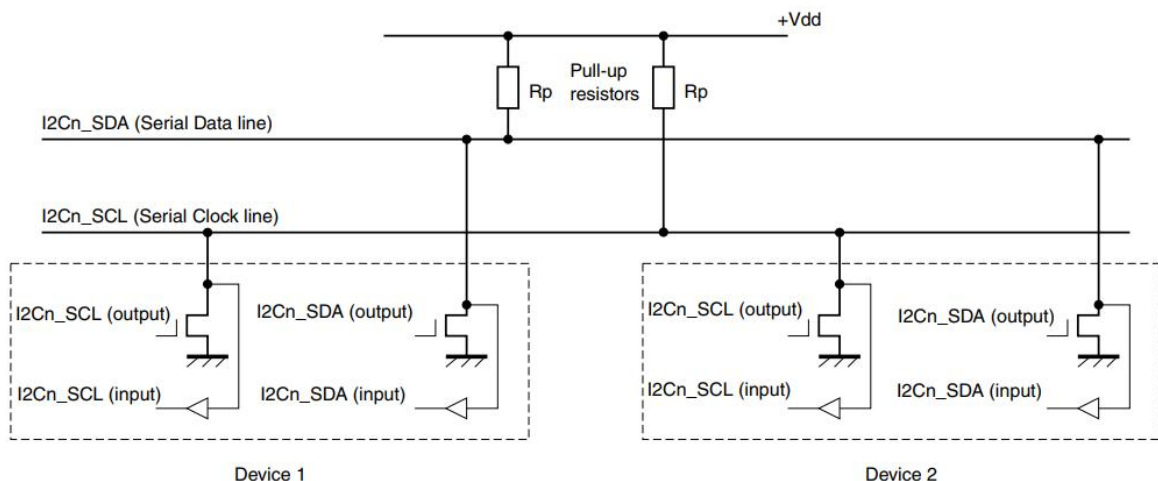 +Vdd
Pull-up
resistors
Rp
Rp
I2Cn_SDA (Serial Data line)
I2Cn_SCL (Serial Clock line)
I2Cn_SCL (output)
I2Cn_SDA (output)
I2Cn_SCL (input)
I2Cn_SDA (input)
I2Cn_SCL (output)
I2Cn_SDA (output)
I2Cn_SCL (input)
I2Cn_SDA (input)
Device 1
Device 2